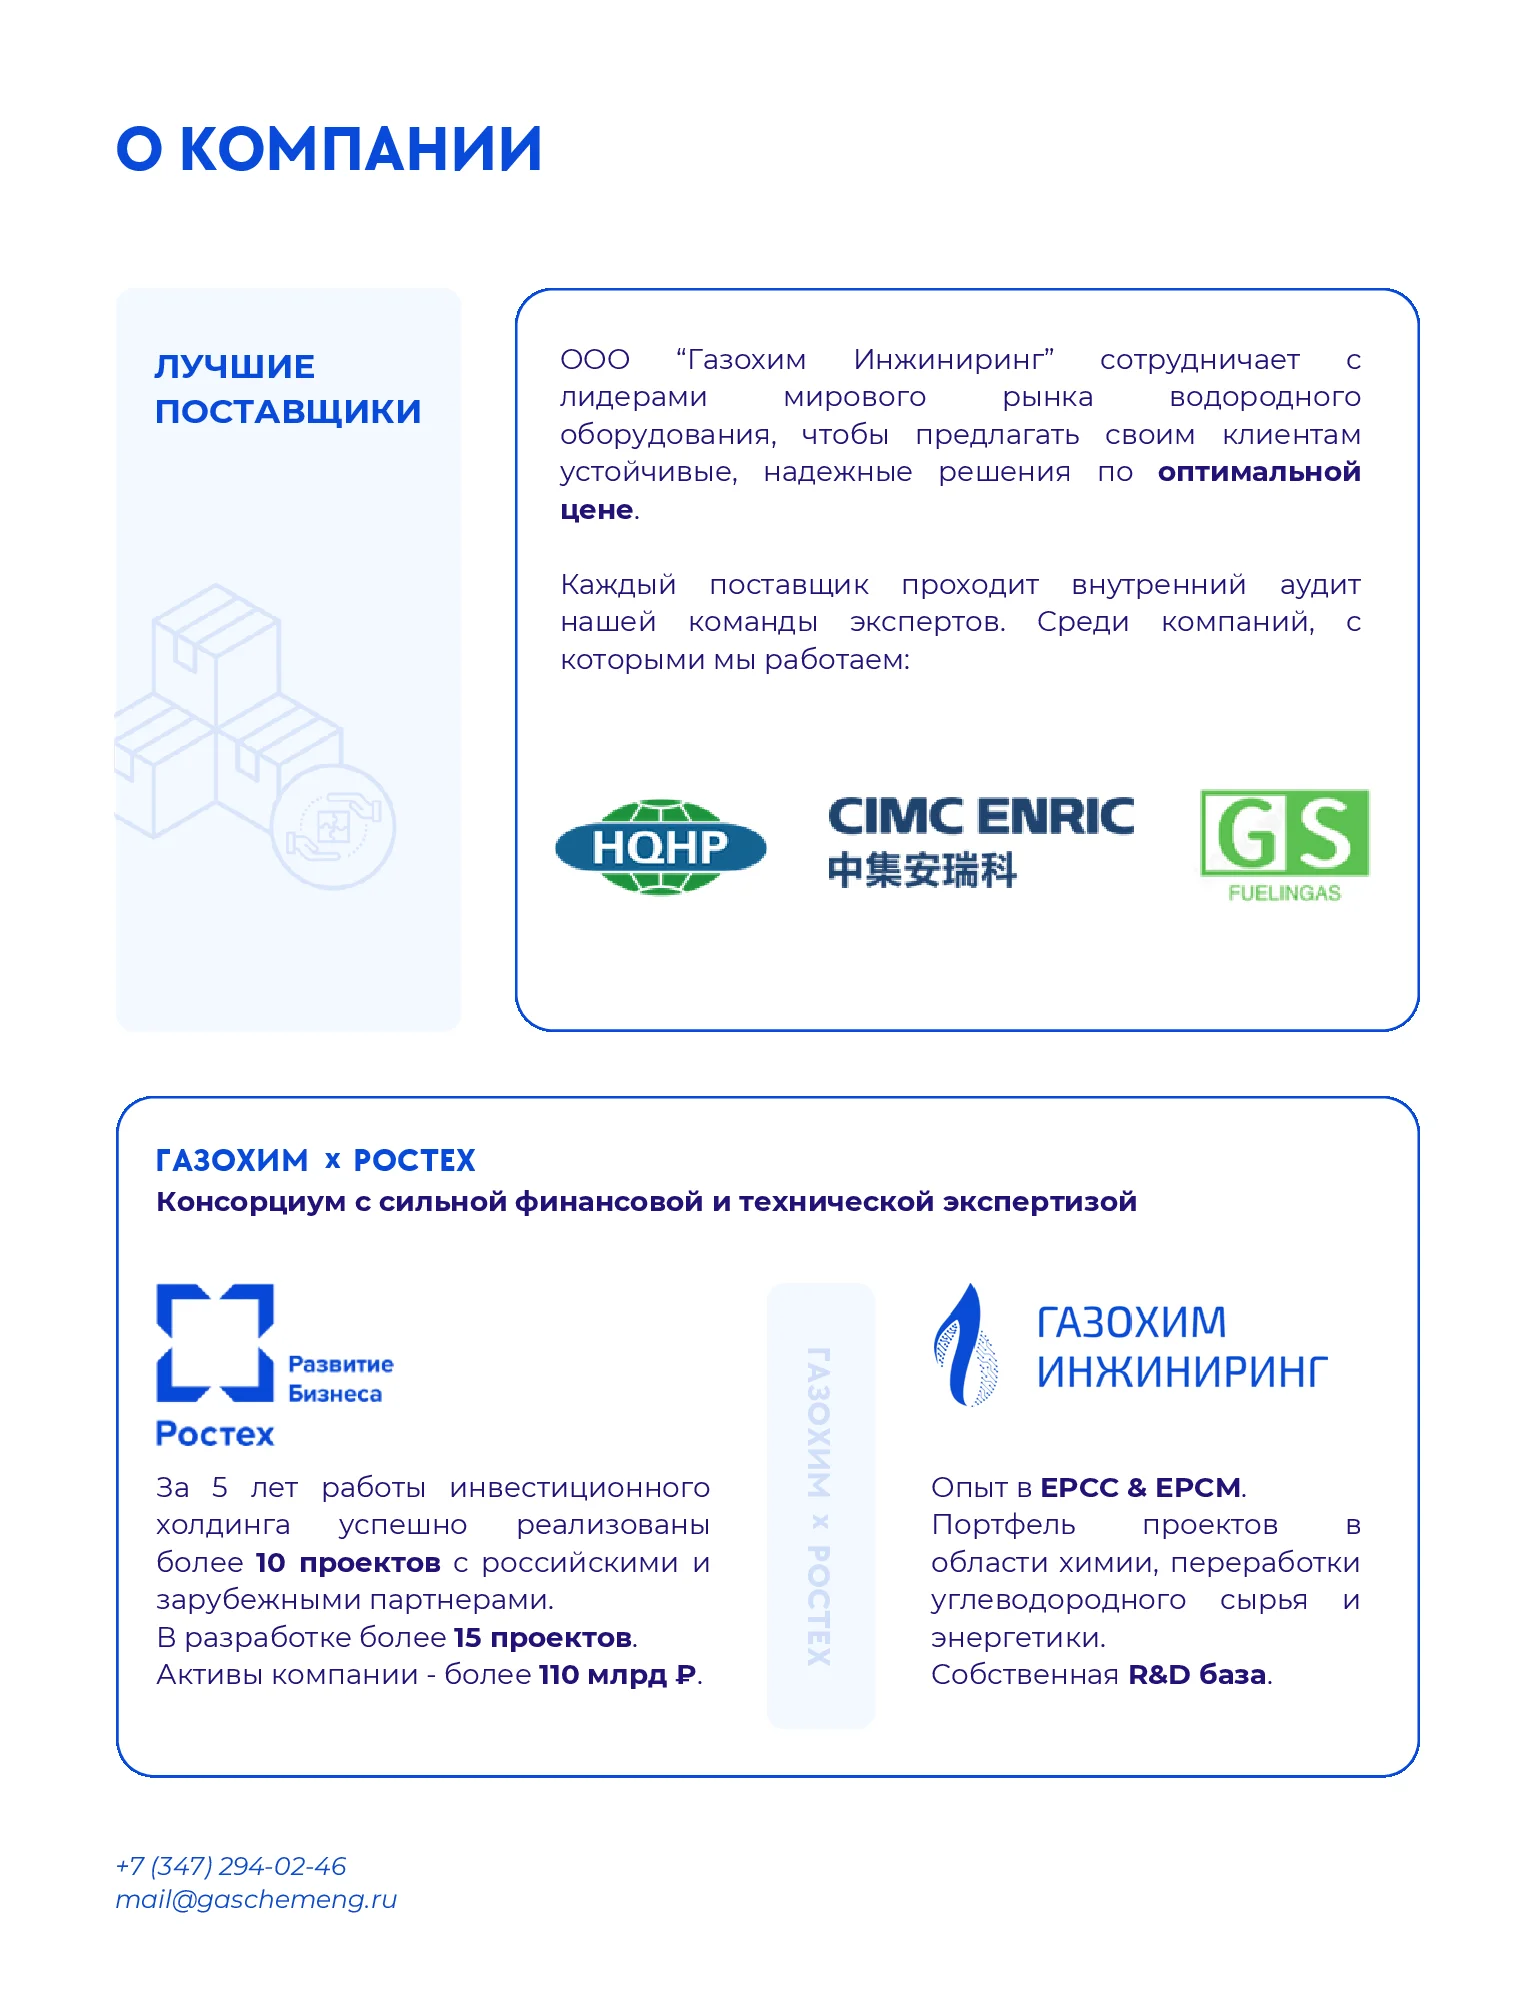 О КОМПАНИИ
ЛУЧШИЕ
ПОСТАВЩИКИ
ООО “Газохим Инжиниринг” сотрудничает с
лидерами мирового рынка водородного
оборудования, чтобы предлагать своим клиентам
устойчивые, надежные решения по оптимальной
цене.
Каждый поставщик проходит внутренний аудит
нашей команды экспертов. Среди компаний, с
которыми мы работаем:
HQHP
CIMC ENRIC
中集安瑞科
GS
FUELINGAS
ГАЗОХИМ х РОСТЕХ
Консорциум с сильной финансовой и технической экспертизой
Развитие
Бизнеса
Ростех
За 5 лет работы инвестиционного
холдинга успешно реализованы
более 10 проектов с российскими и
зарубежными партнерами.
В разработке более 15 проектов.
Активы компании - более 110 млрд ₽.
ГАЗОХИМ х РОСТЕХ
ГАЗОХИМ
ИНЖИНИРИНГ
Опыт в EPCC & EPCM.
Портфель проектов в
области химии, переработки
углеводородного сырья и
энергетики.
Собственная R&D база.
+7 (347) 294-02-46
mail@gaschemeng.ru